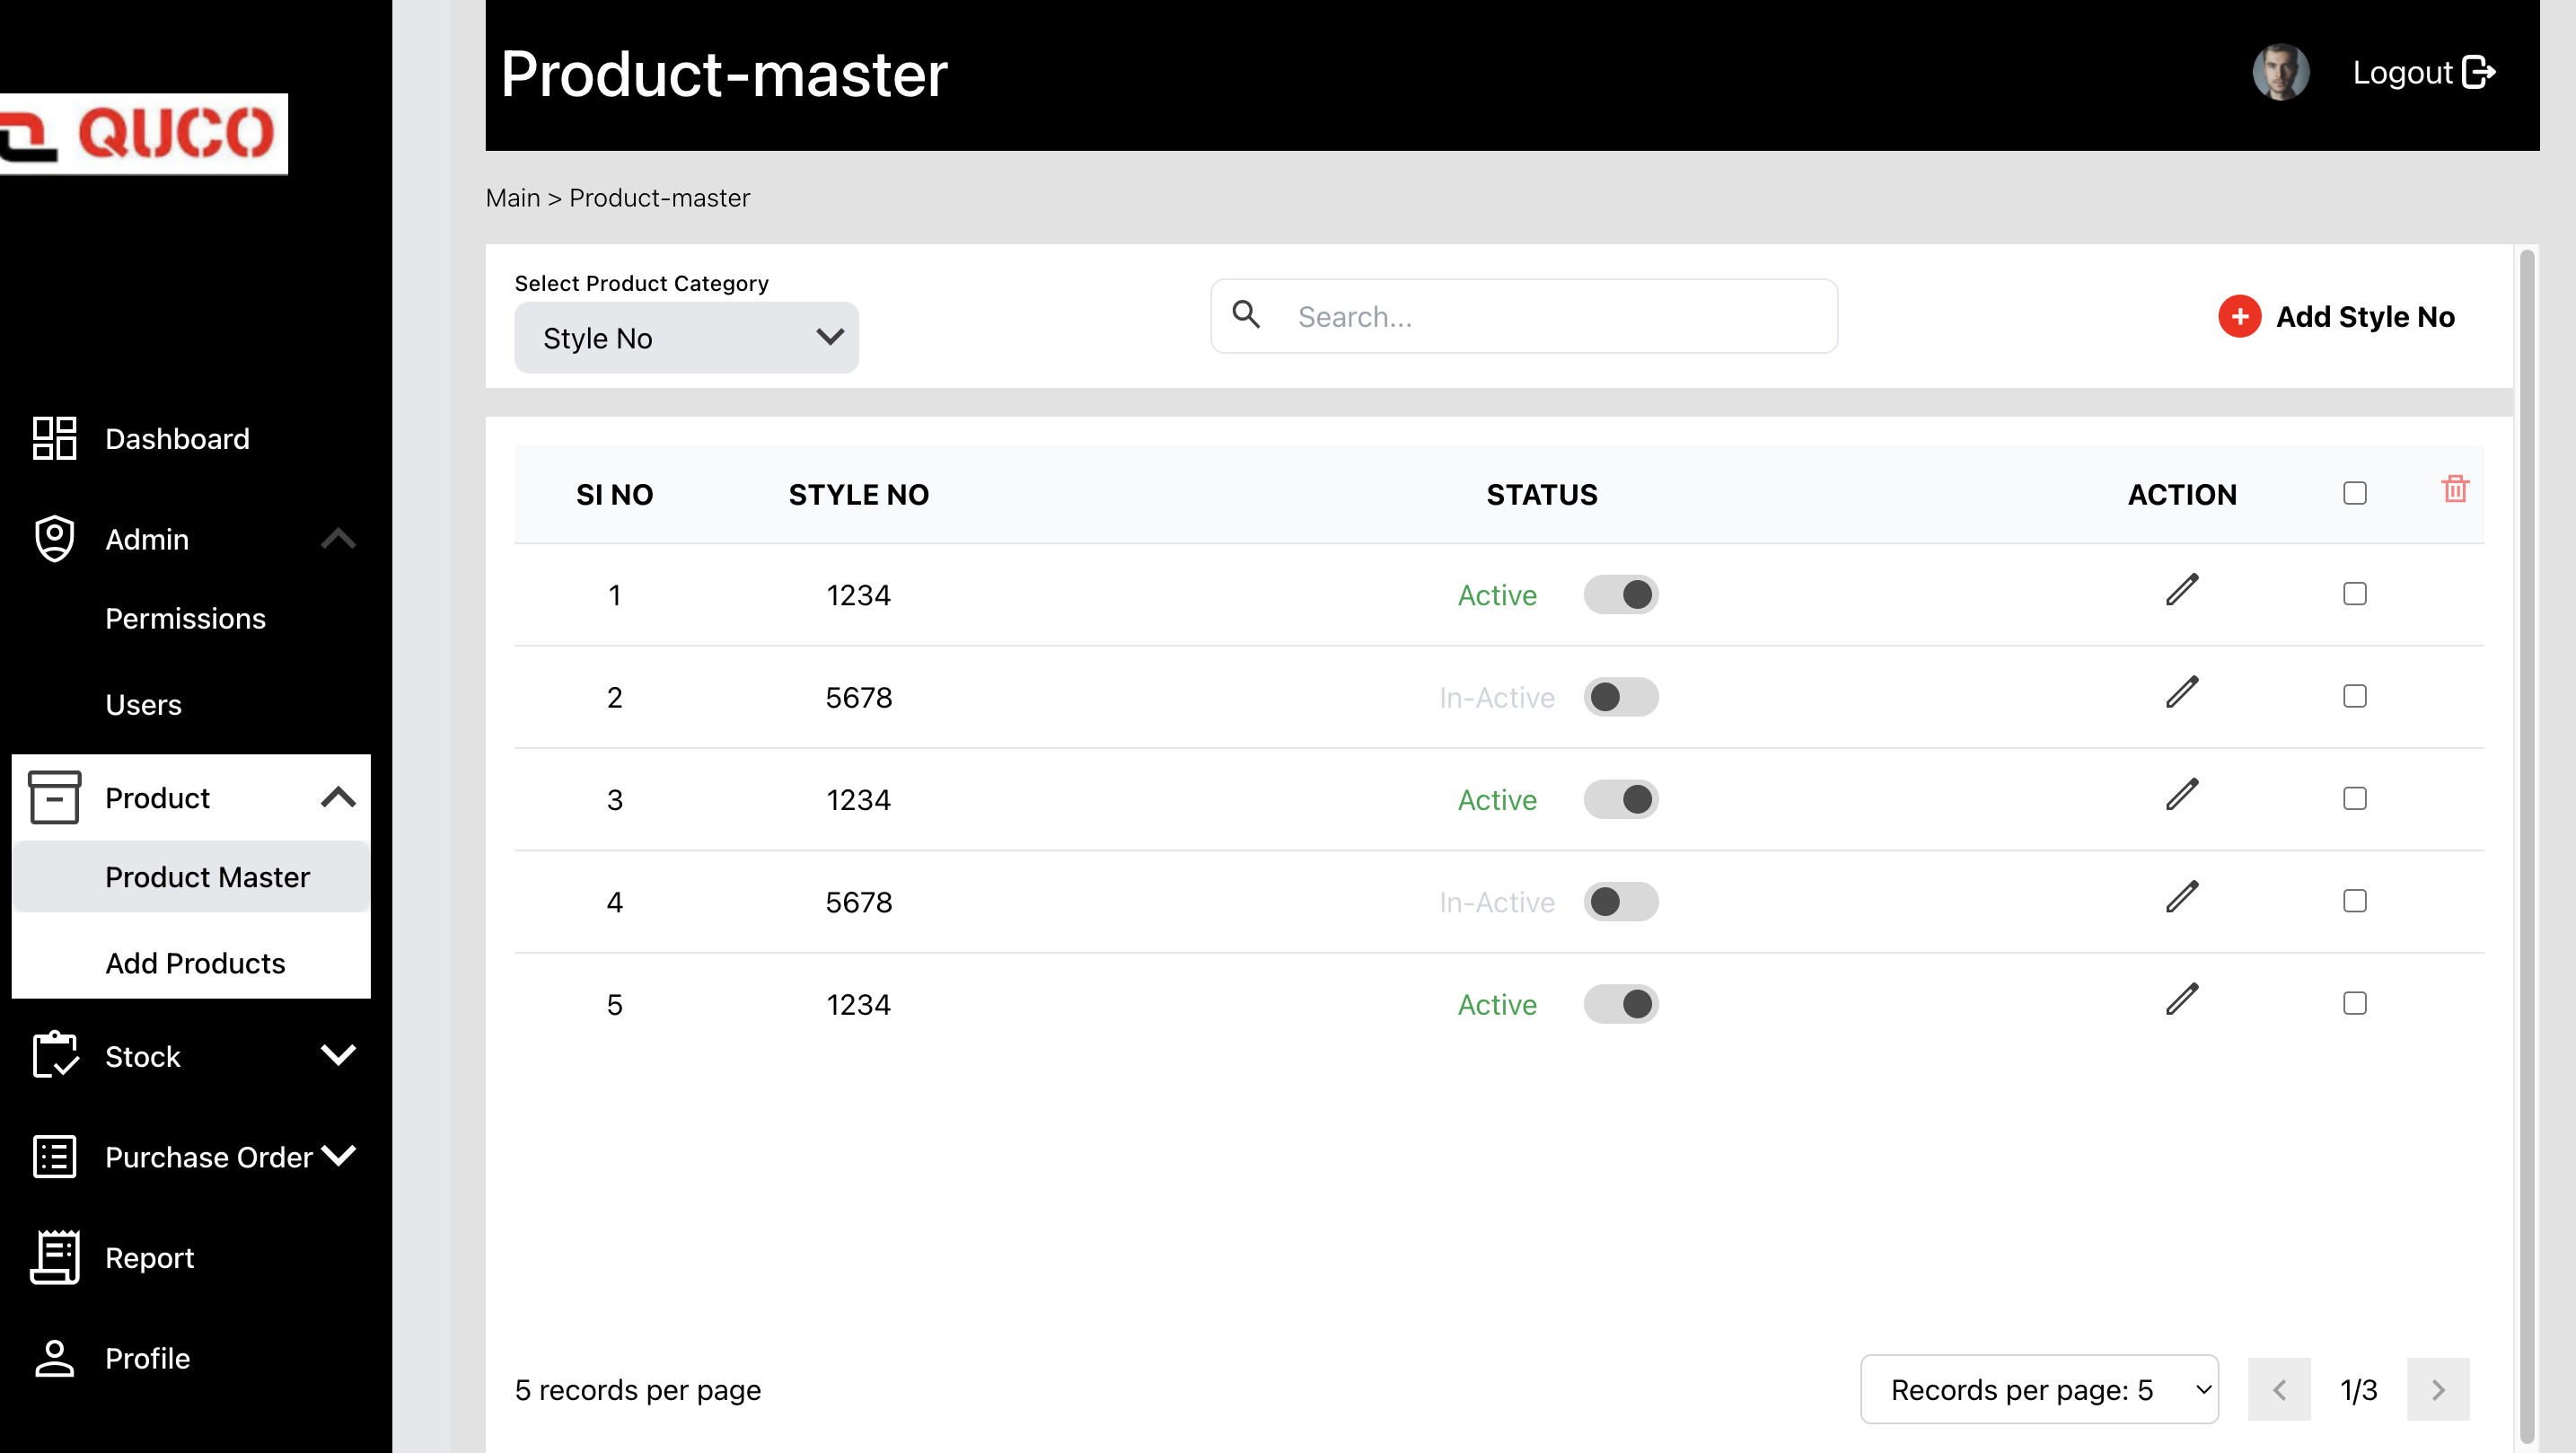 QUCO
Dashboard
Admin
Permissions
Users
Product
Product Master
Add Products
Stock
Purchase Order
Report
Profile
Product-master
Logout
Main > Product-master
Select Product Category
Style No
Search...
Add Style No
SI NO STYLE NO STATUS ACTION
1 1234 Active
2 5678 In-Active
3 1234 Active
4 5678 In-Active
5 1234 Active
5 records per page
Records per page: 5
1/3